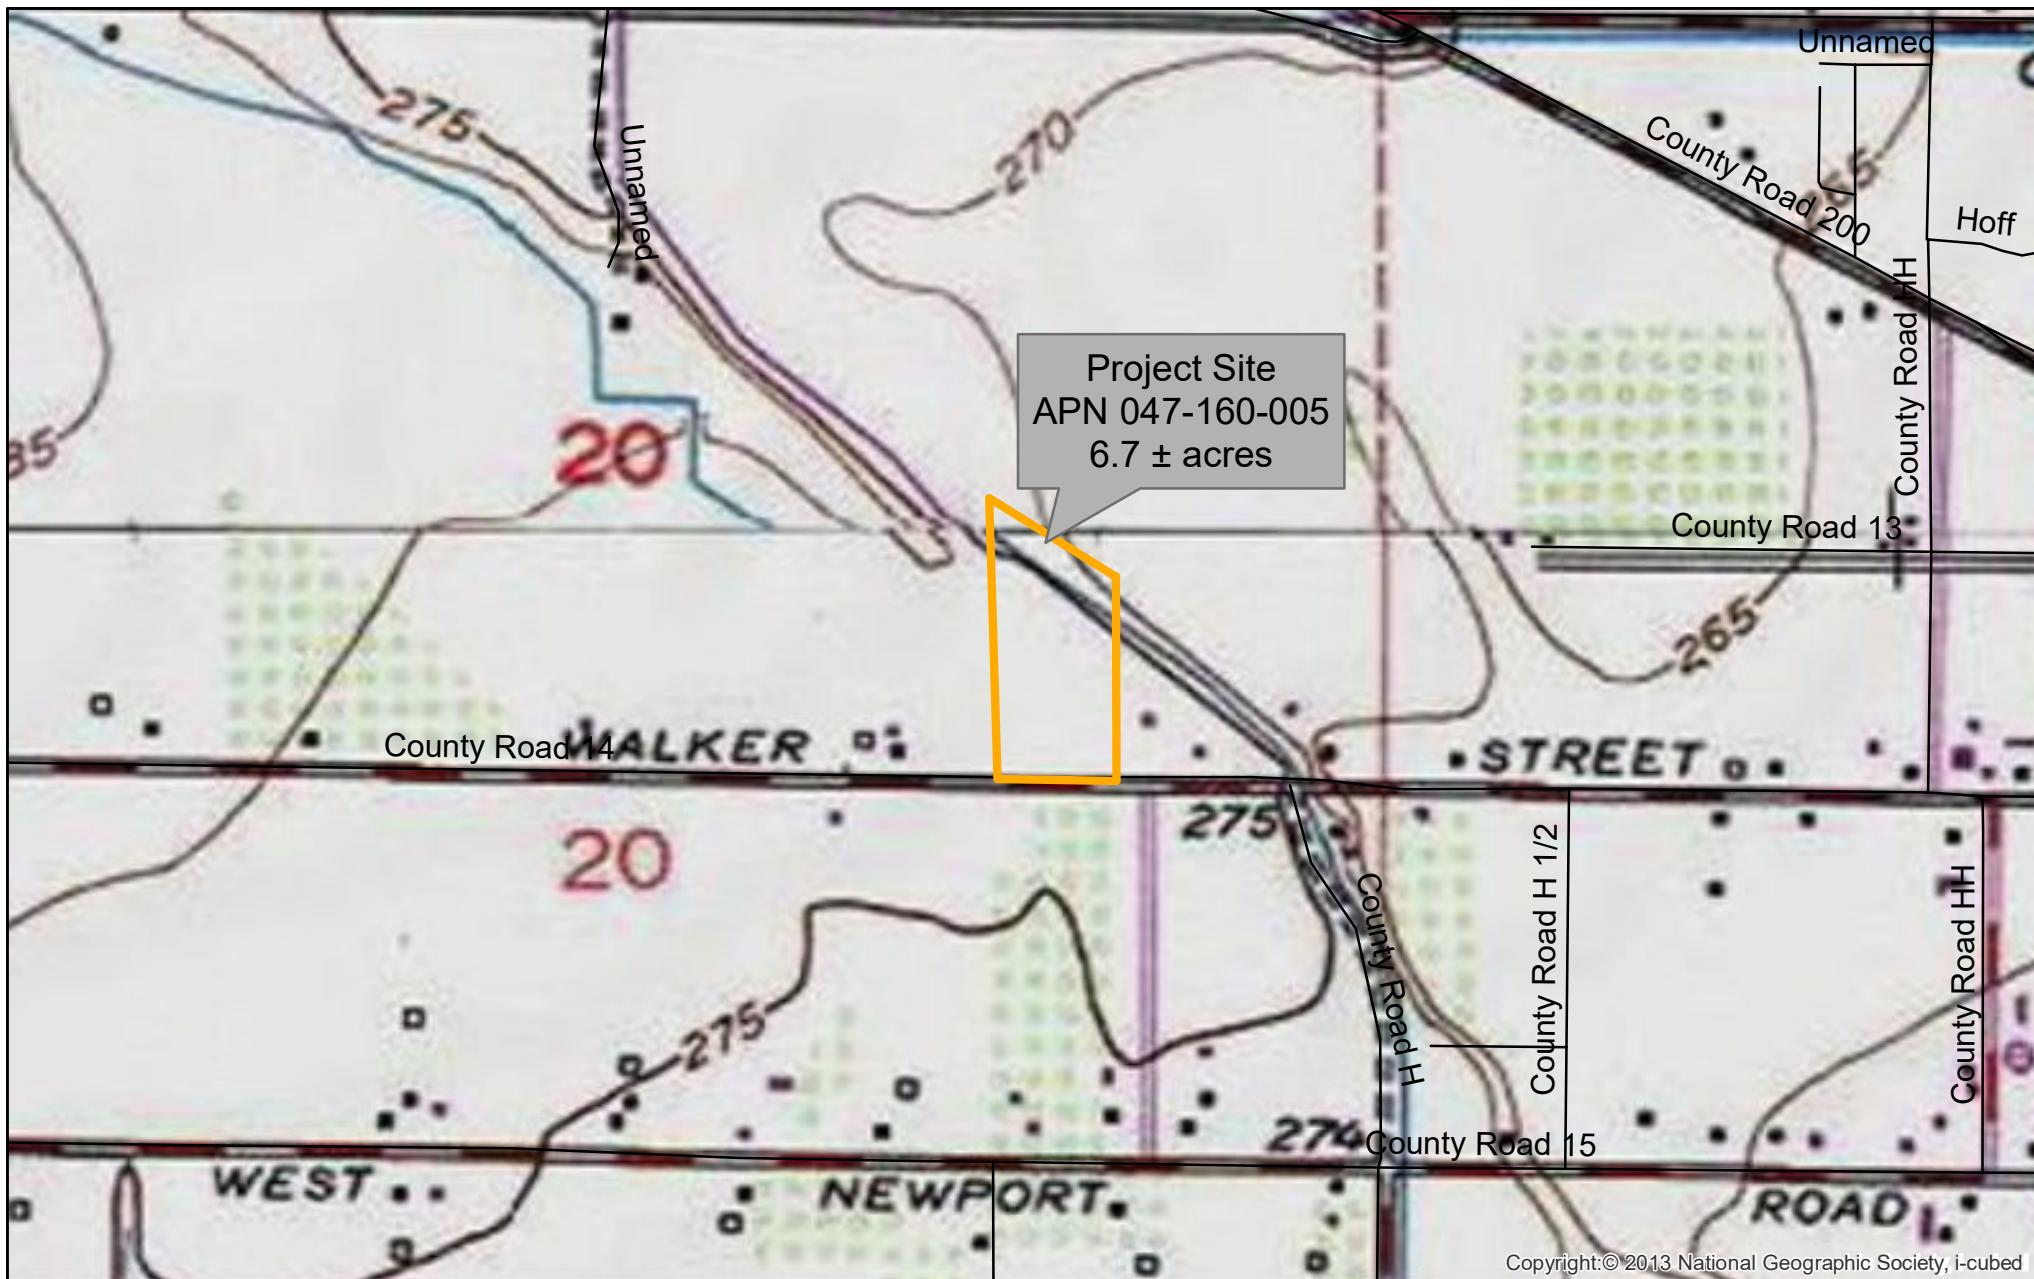 Unnamed
275
Unnamed
270
County Road 200
265
Hoff
County Road HH
Project Site
APN 047-160-005
6.7 ± acres
20
County Road 13
265
County Road 14
WALKER
STREET
275
20
County Road H 1/2
County Road H
County Road HH
275
274
County Road 15
WEST
NEWPORT
ROAD
Copyright:© 2013 National Geographic Society, i-cubed